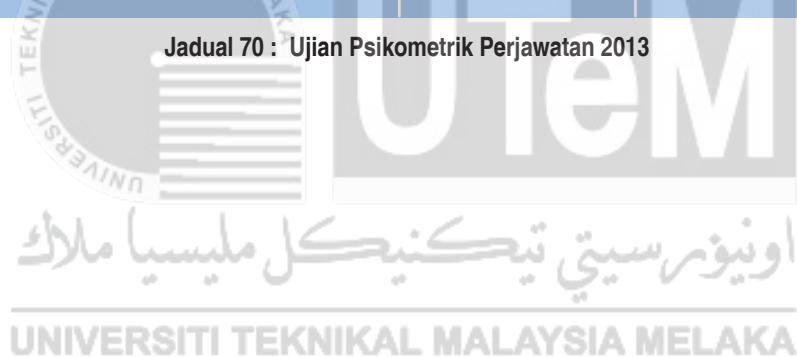 Jadual 70 : Ujian Psikometrik Perjawatan 2013
UTeM
اونيۏرسيتي تيكنيكل مليسيا ملاك
UNIVERSITI TEKNIKAL MALAYSIA MELAKA